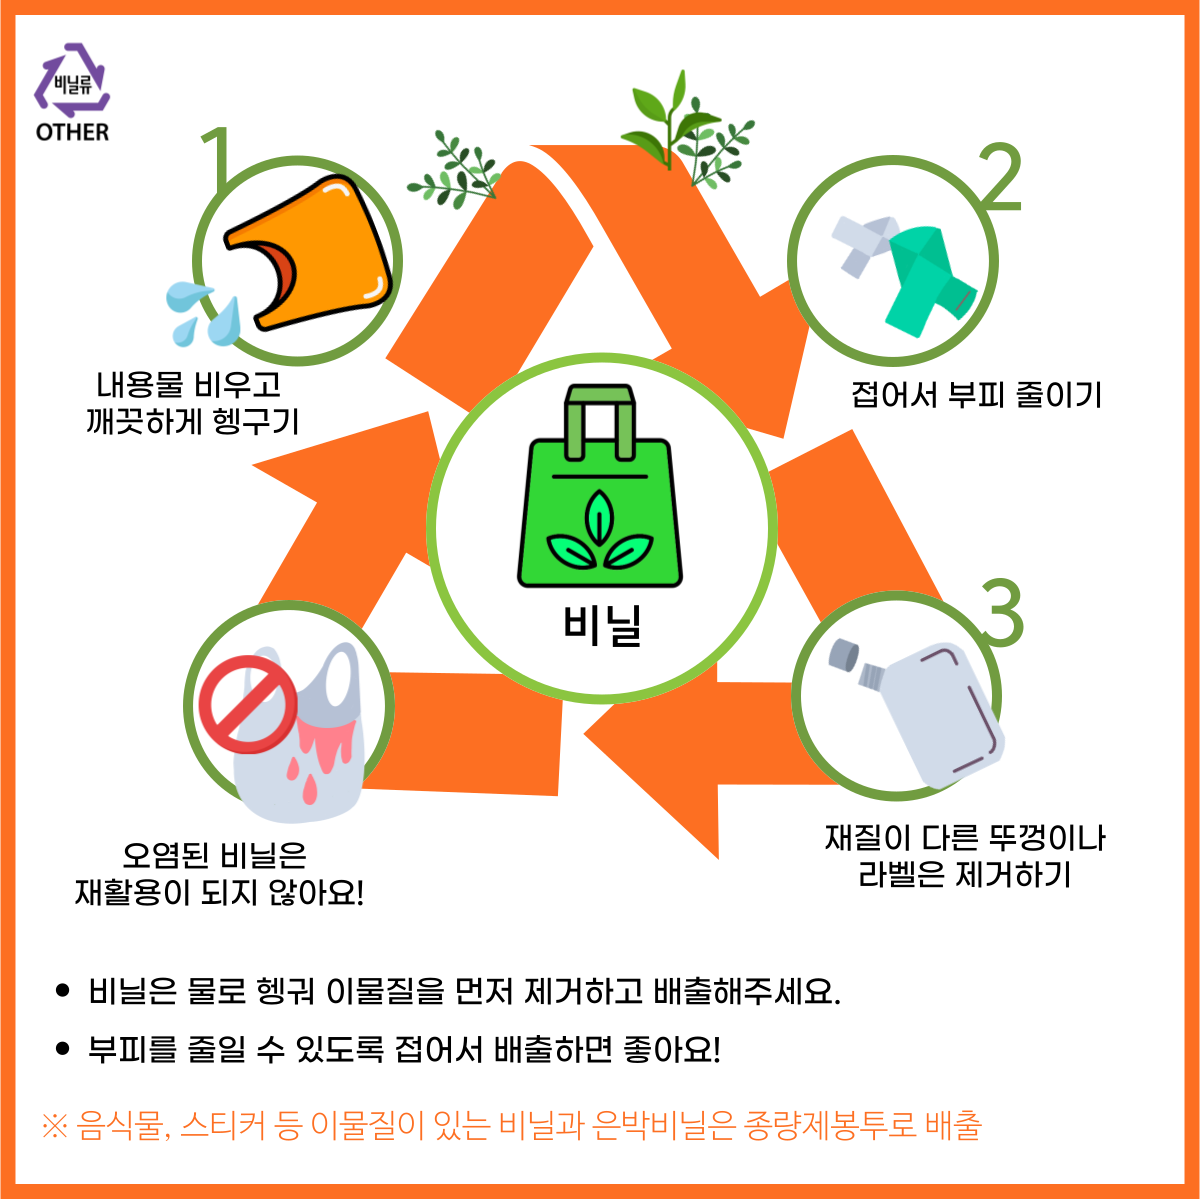 비닐류
OTHER
1
내용물 비우고
깨끗하게 헹구기
2
접어서 부피 줄이기
비닐
3
재질이 다른 뚜껑이나
라벨은 제거하기
오염된 비닐은
재활용이 되지 않아요!
• 비닐은 물로 헹궈 이물질을 먼저 제거하고 배출해주세요.
• 부피를 줄일 수 있도록 접어서 배출하면 좋아요!
※ 음식물, 스티커 등 이물질이 있는 비닐과 은박비닐은 종량제봉투로 배출